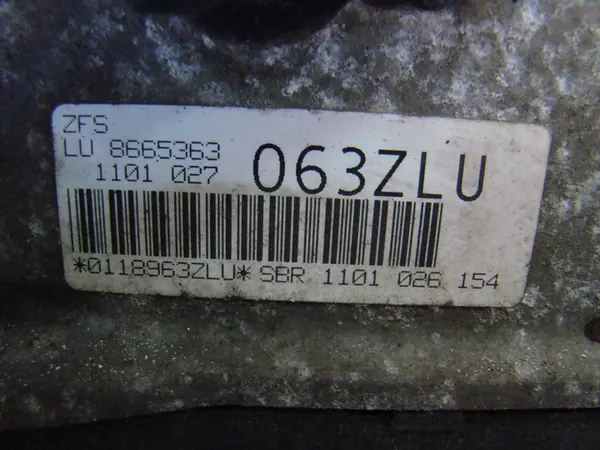 ZFS
LU 8665363
1101 027
063ZLU
*0118963ZLU* SBR 1101 026 154